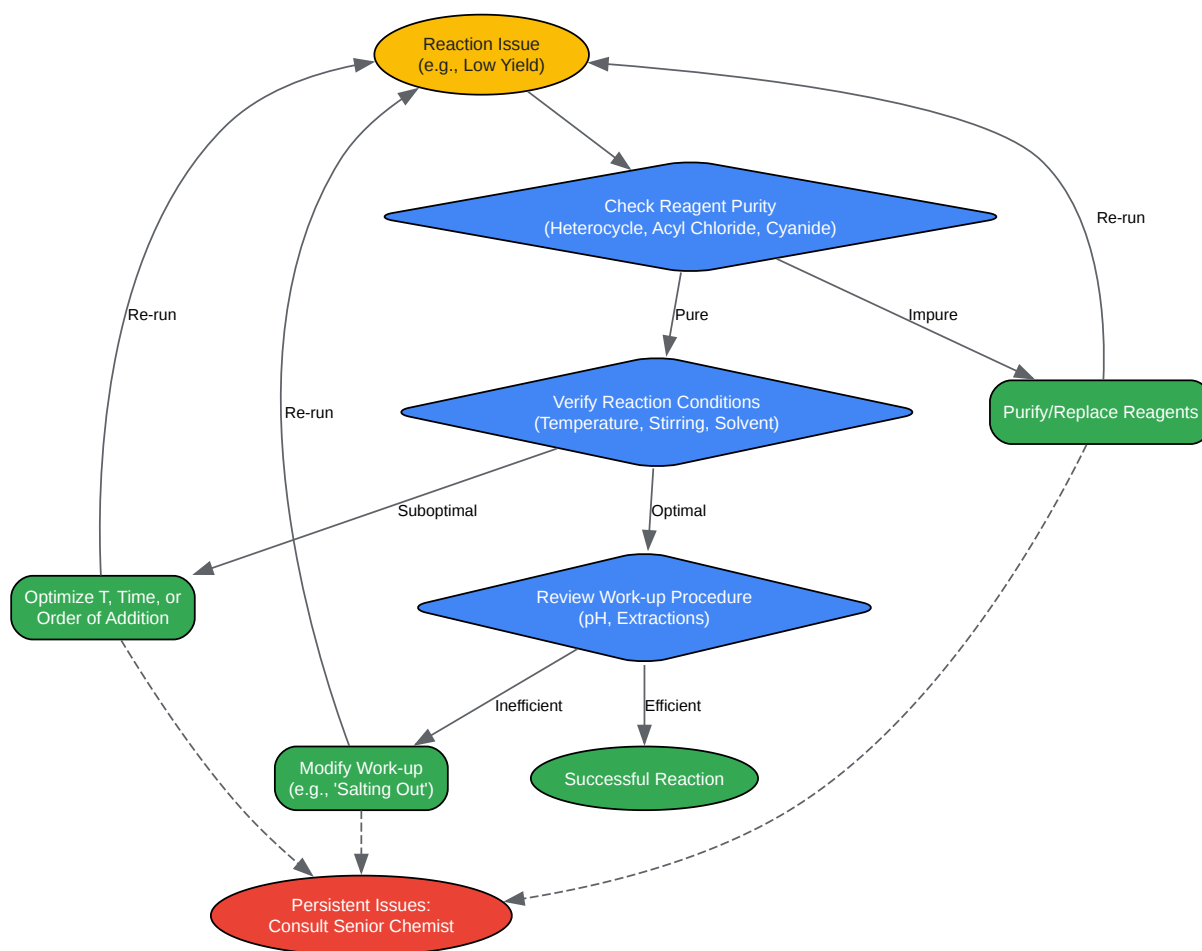 Reaction Issue
(e.g., Low Yield)
Check Reagent Purity
(Heterocycle, Acyl Chloride, Cyanide)
Re-run
Pure
Impure
Re-run
Verify Reaction Conditions
(Temperature, Stirring, Solvent)
Purify/Replace Reagents
Re-run
Suboptimal
Optimal
Optimize T, Time, or
Order of Addition
Review Work-up Procedure
(pH, Extractions)
Inefficient
Efficient
Modify Work-up
(e.g., 'Salting Out')
Successful Reaction
Persistent Issues:
Consult Senior Chemist